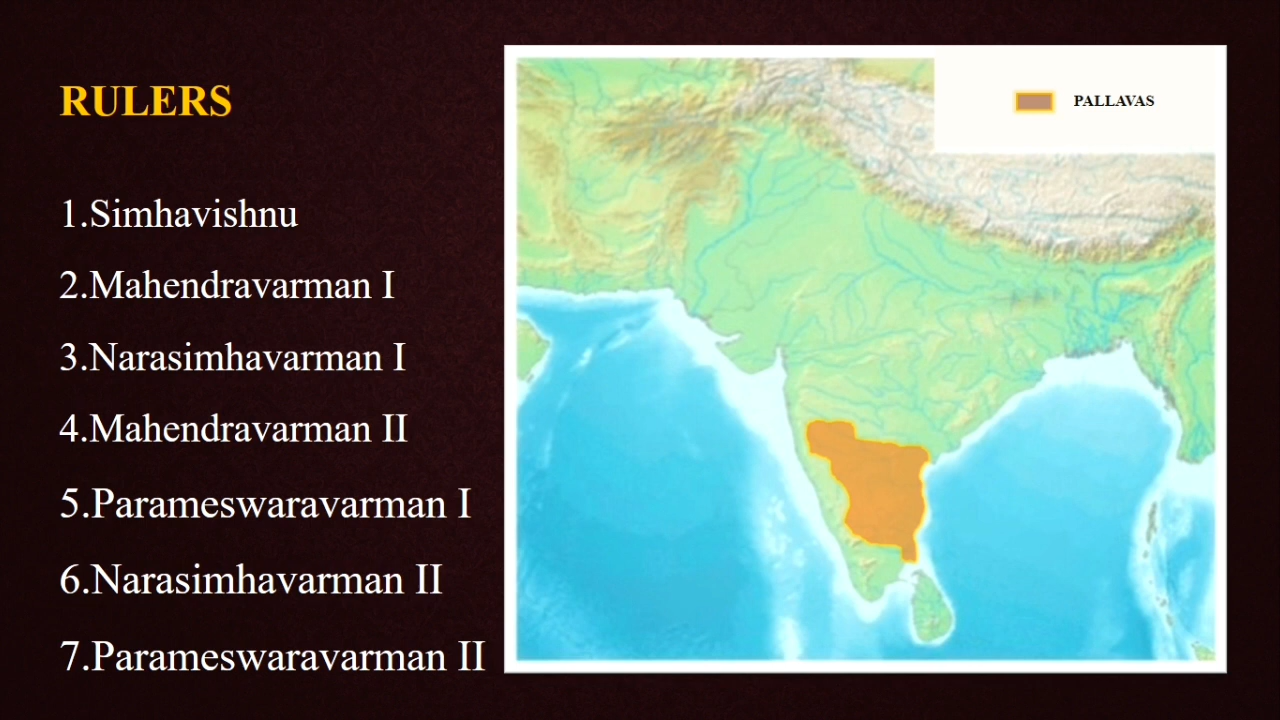 RULERS
1.Simhavishnu
2.Mahendravarman I
3.Narasimhavarman I
4.Mahendravarman II
5.Parameswaravarman I
6.Narasimhavarman II
7.Parameswaravarman II
PALLAVAS